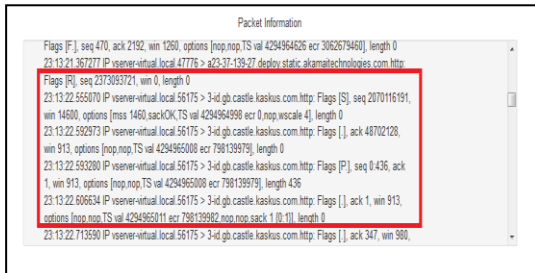 Packet Information
Flags [F.], seq 470, ack 2192, win 1260, options [nop,nop,TS val 4294964626 ecr 3062679460], length 0
23:13:21.367277 IP vserver-virtual.local.47776 > a23-37-139-27.deploy.static.akamaitechnologies.com.http:
Flags [R], seq 2373093721, win 0, length 0
23:13:22.555070 IP vserver-virtual.local.56175 > 3-id.gb.castle.kaskus.com.http: Flags [S], seq 2070116191,
win 14600, options [mss 1460,sackOK,TS val 4294964998 ecr 0,nop,wscale 4], length 0
23:13:22.592973 IP vserver-virtual.local.56175 > 3-id.gb.castle.kaskus.com.http: Flags [.], ack 48702128,
win 913, options [nop,nop,TS val 4294965008 ecr 798139979], length 0
23:13:22.593280 IP vserver-virtual.local.56175 > 3-id.gb.castle.kaskus.com.http: Flags [P.], seq 0:436, ack
1, win 913, options [nop,nop,TS val 4294965008 ecr 798139979], length 436
23:13:22.606634 IP vserver-virtual.local.56175 > 3-id.gb.castle.kaskus.com.http: Flags [.], ack 1, win 913,
options [nop,nop,TS val 4294965011 ecr 798139982,nop,nop,sack 1 {0:1}], length 0
23:13:22.713590 IP vserver-virtual.local.56175 > 3-id.gb.castle.kaskus.com.http: Flags [.], ack 347, win 980,